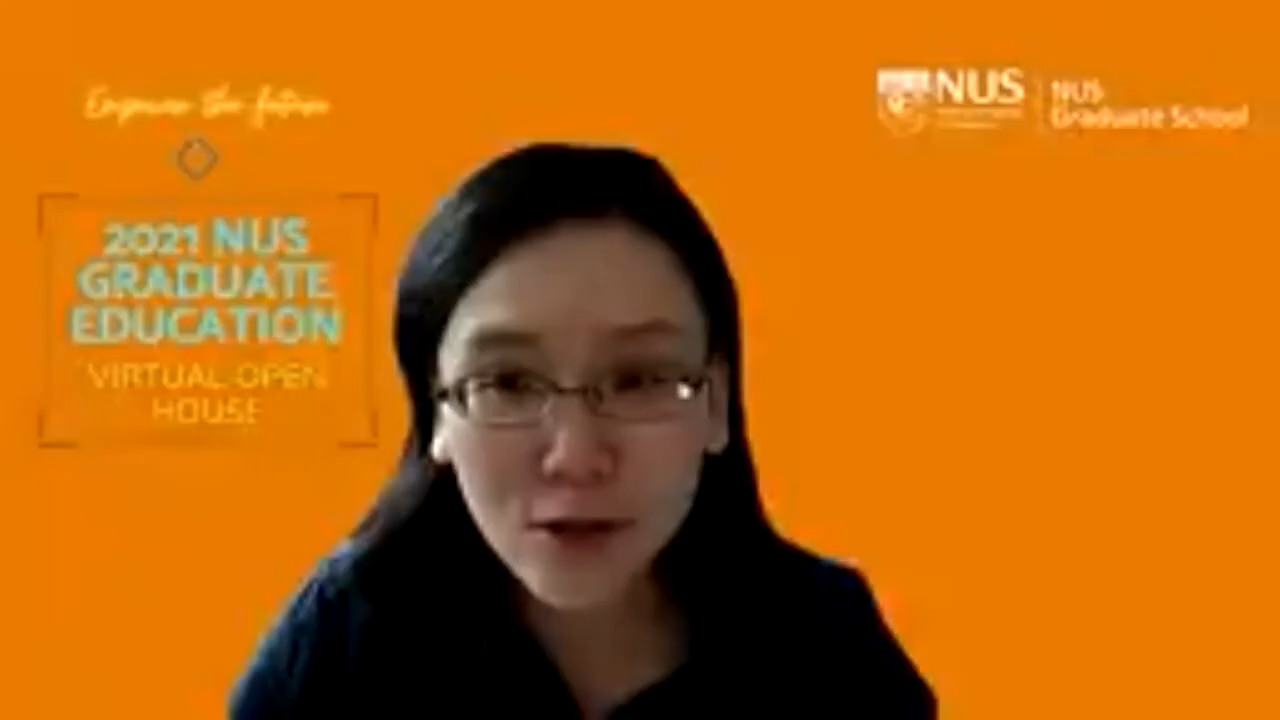 Empower the future
2021 NUS
GRADUATE
EDUCATION
VIRTUAL OPEN
HOUSE
NUS
NUS
Graduate School